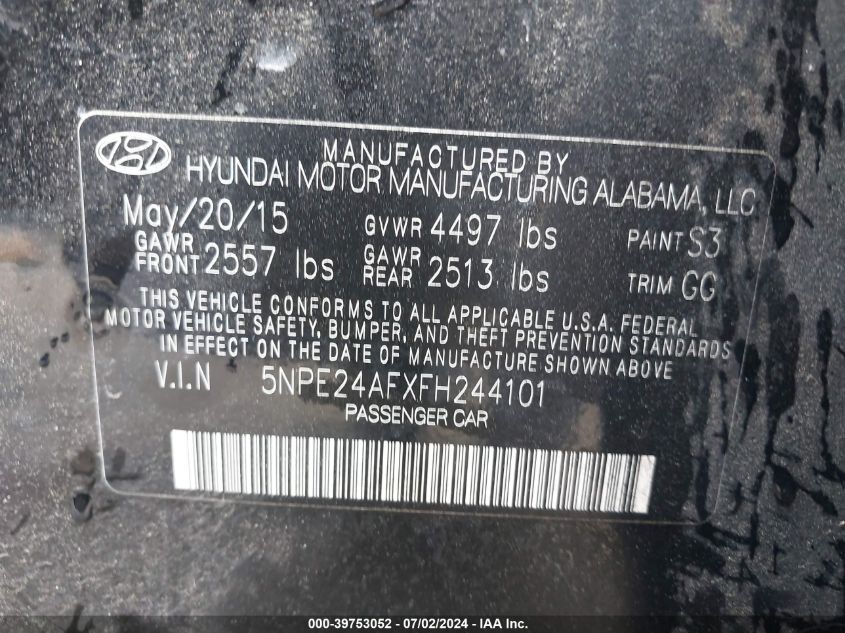 MANUFACTURED BY
HYUNDAI MOTOR MANUFACTURING ALABAMA, LLC
May/20/15 GVWR 4497 lbs PAINT S3
GAWR FRONT 2557 lbs GAWR REAR 2513 lbs TRIM GG
THIS VEHICLE CONFORMS TO ALL APPLICABLE U.S.A. FEDERAL
MOTOR VEHICLE SAFETY, BUMPER, AND THEFT PREVENTION STANDARDS
IN EFFECT ON THE DATE OF MANUFACTURE SHOWN ABOVE
V.I.N 5NPE24AFXFH244101
PASSENGER CAR
000-39753052 - 07/02/2024 - IAA Inc.